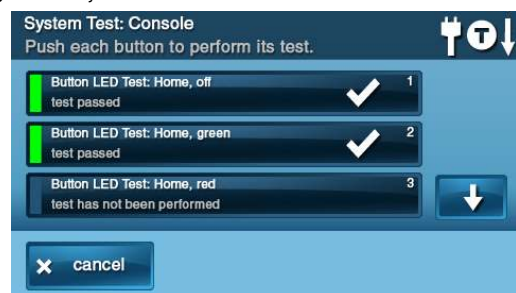 System Test: Console
Push each button to perform its test.
T
Button LED Test: Home, off
1
test passed
Button LED Test: Home, green
2
test passed
Button LED Test: Home, red
3
test has not been performed
cancel